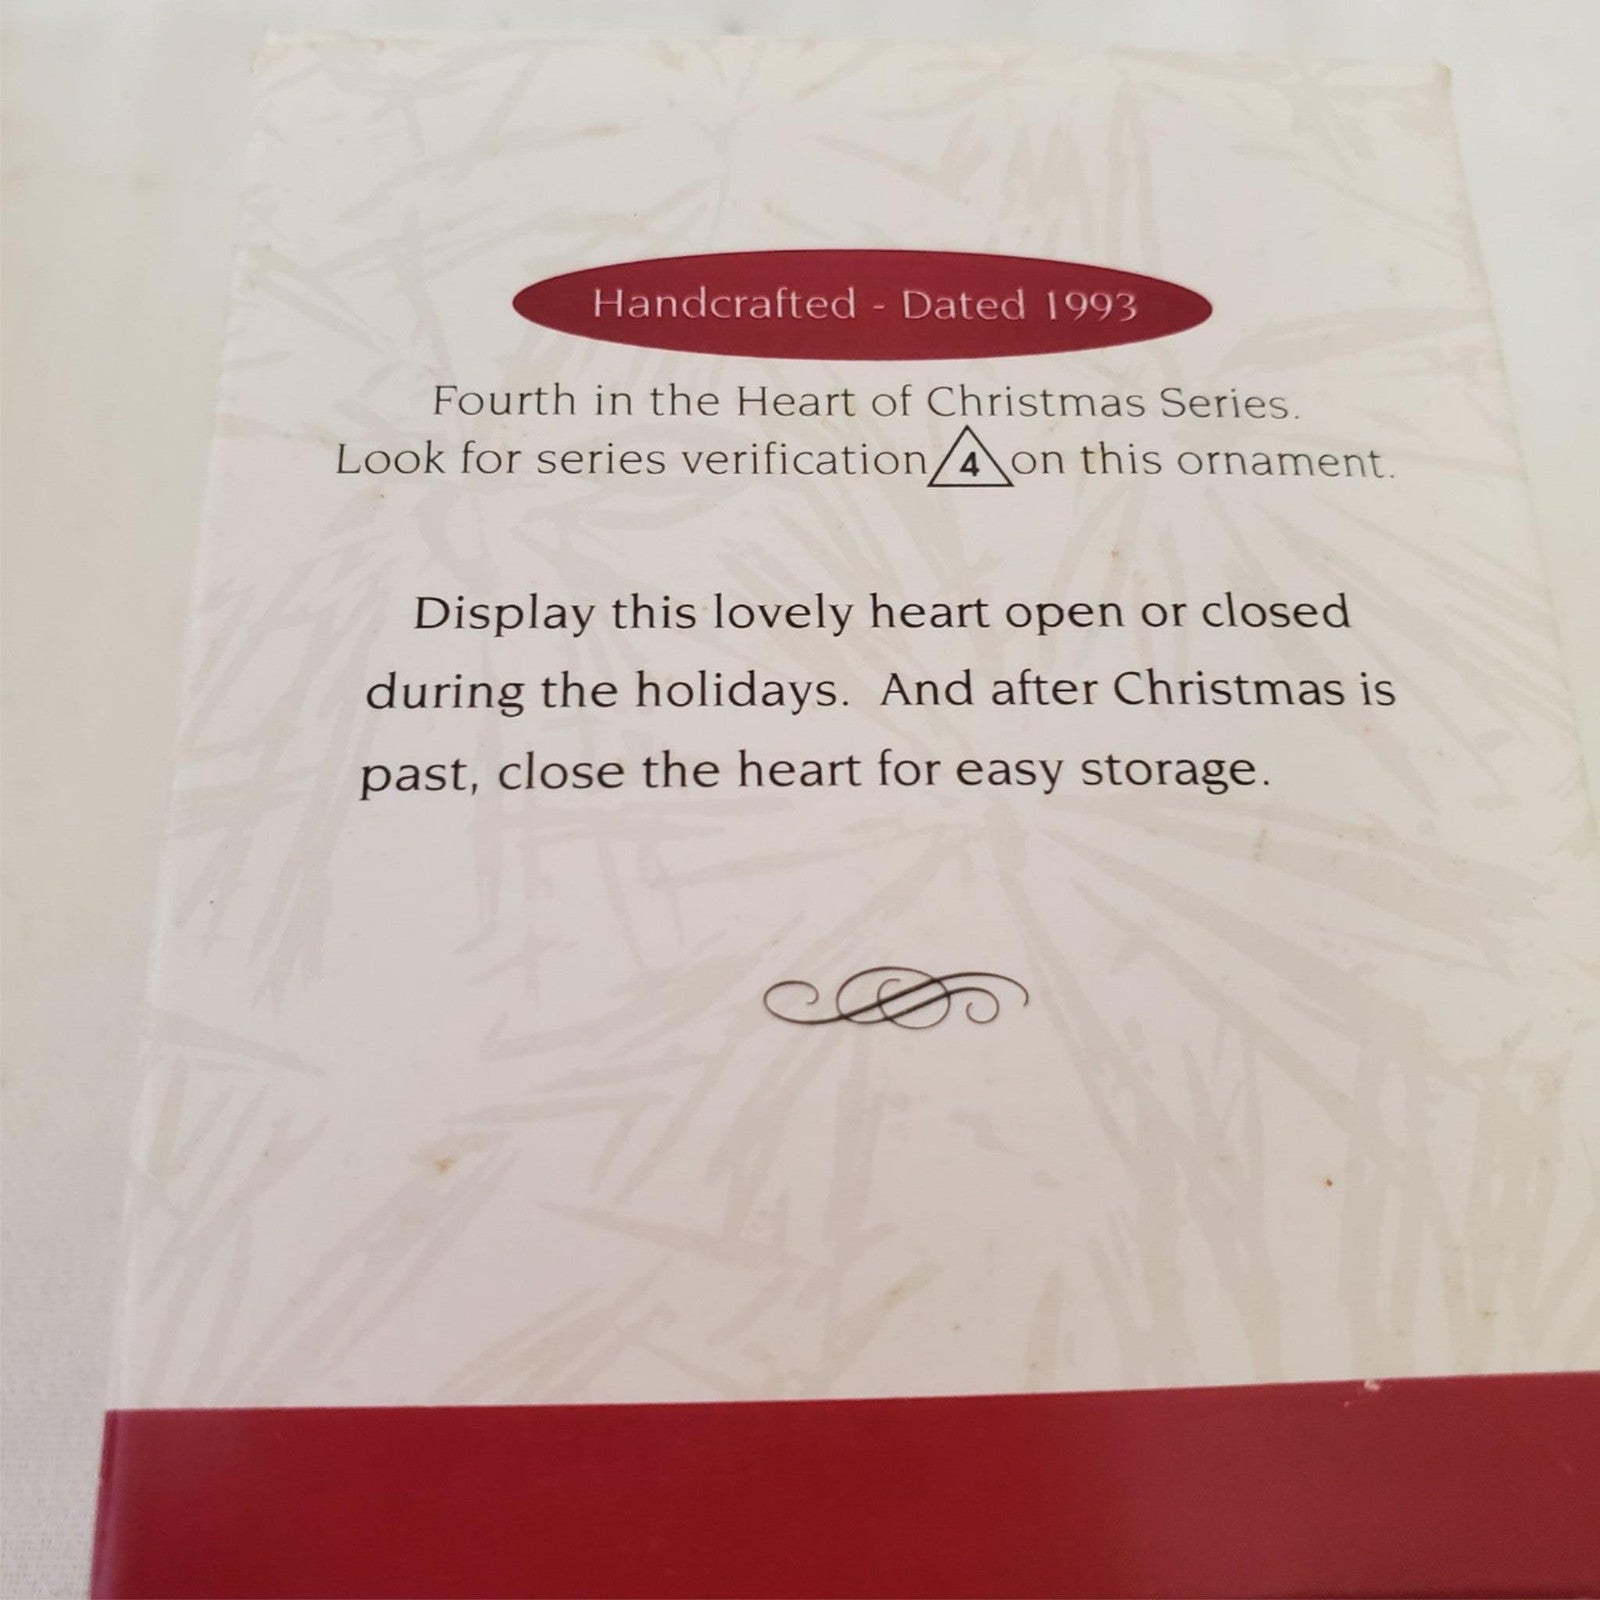 Handcrafted - Dated 1993
Fourth in the Heart of Christmas Series.
Look for series verification 4 on this ornament.
Display this lovely heart open or closed
during the holidays. And after Christmas is
past, close the heart for easy storage.